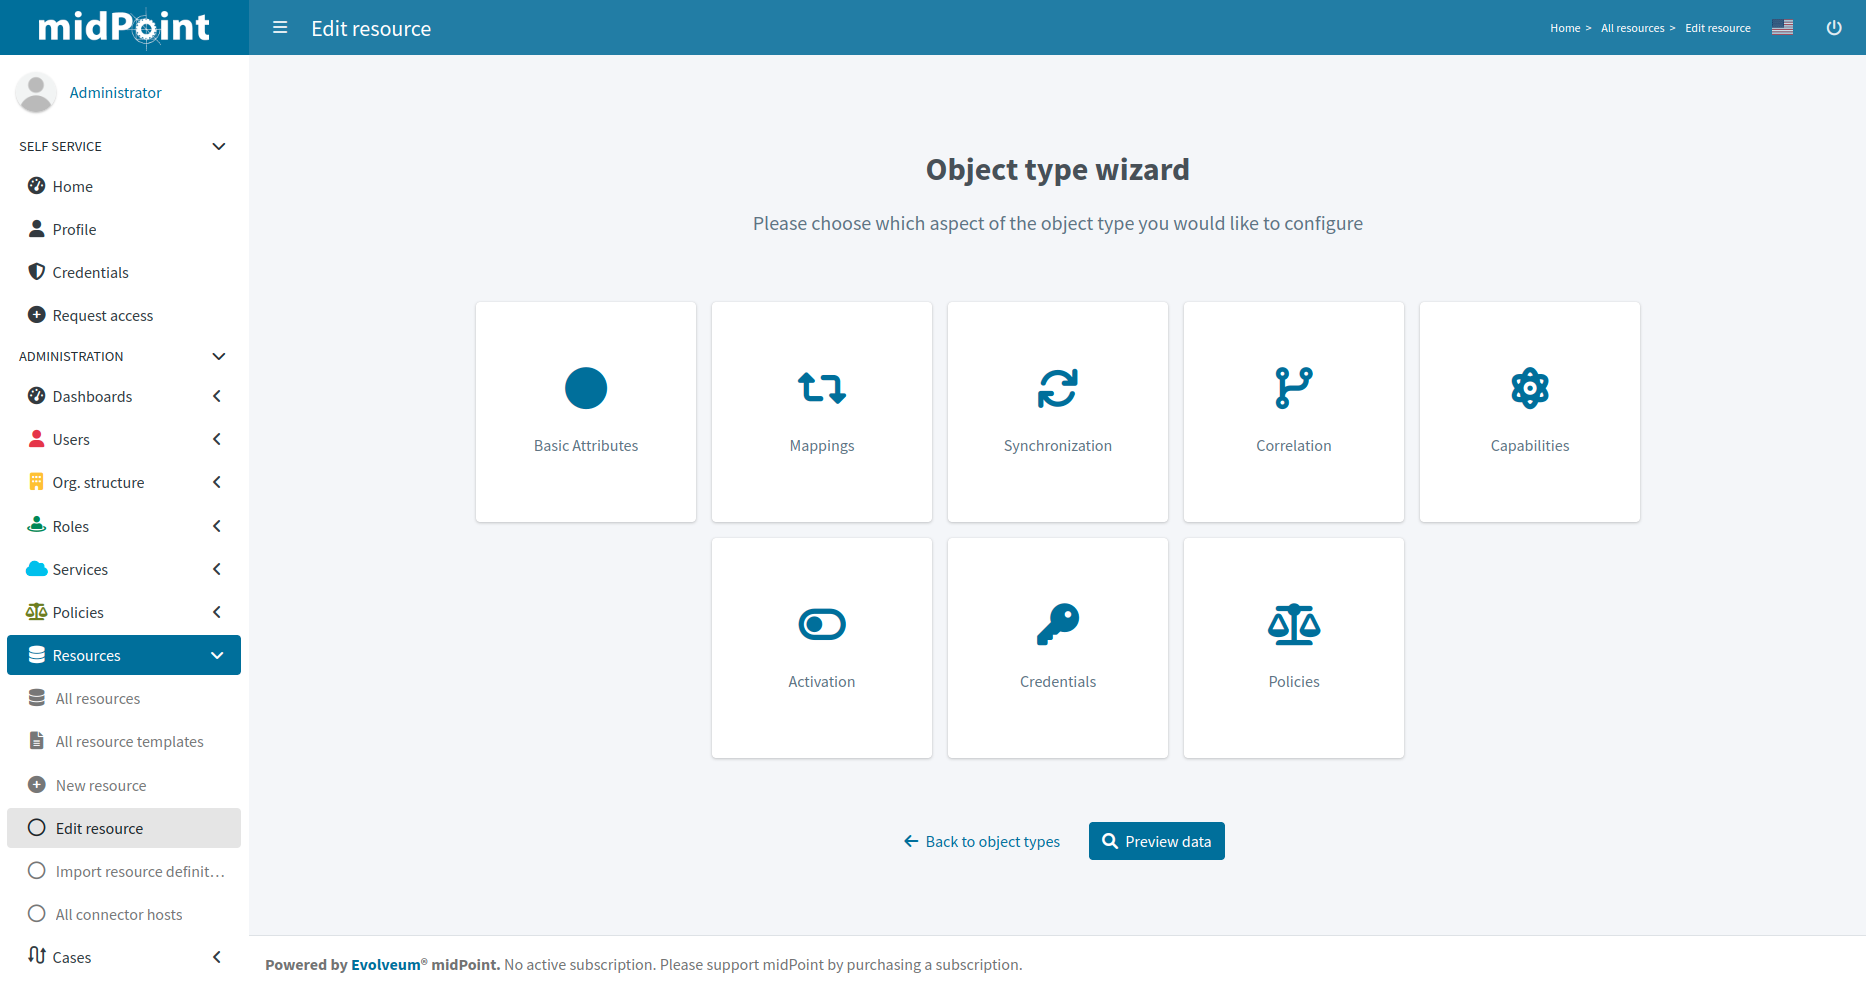 midPoint
Edit resource
Home > All resources > Edit resource
Administrator
SELF SERVICE
Home
Profile
Credentials
Request access
ADMINISTRATION
Dashboards
Users
Org. structure
Roles
Services
Policies
Resources
All resources
All resource templates
New resource
Edit resource
Import resource definit...
All connector hosts
Cases
Object type wizard
Please choose which aspect of the object type you would like to configure
Basic Attributes
Mappings
Synchronization
Correlation
Capabilities
Activation
Credentials
Policies
Back to object types
Preview data
Powered by Evolveum® midPoint. No active subscription. Please support midPoint by purchasing a subscription.